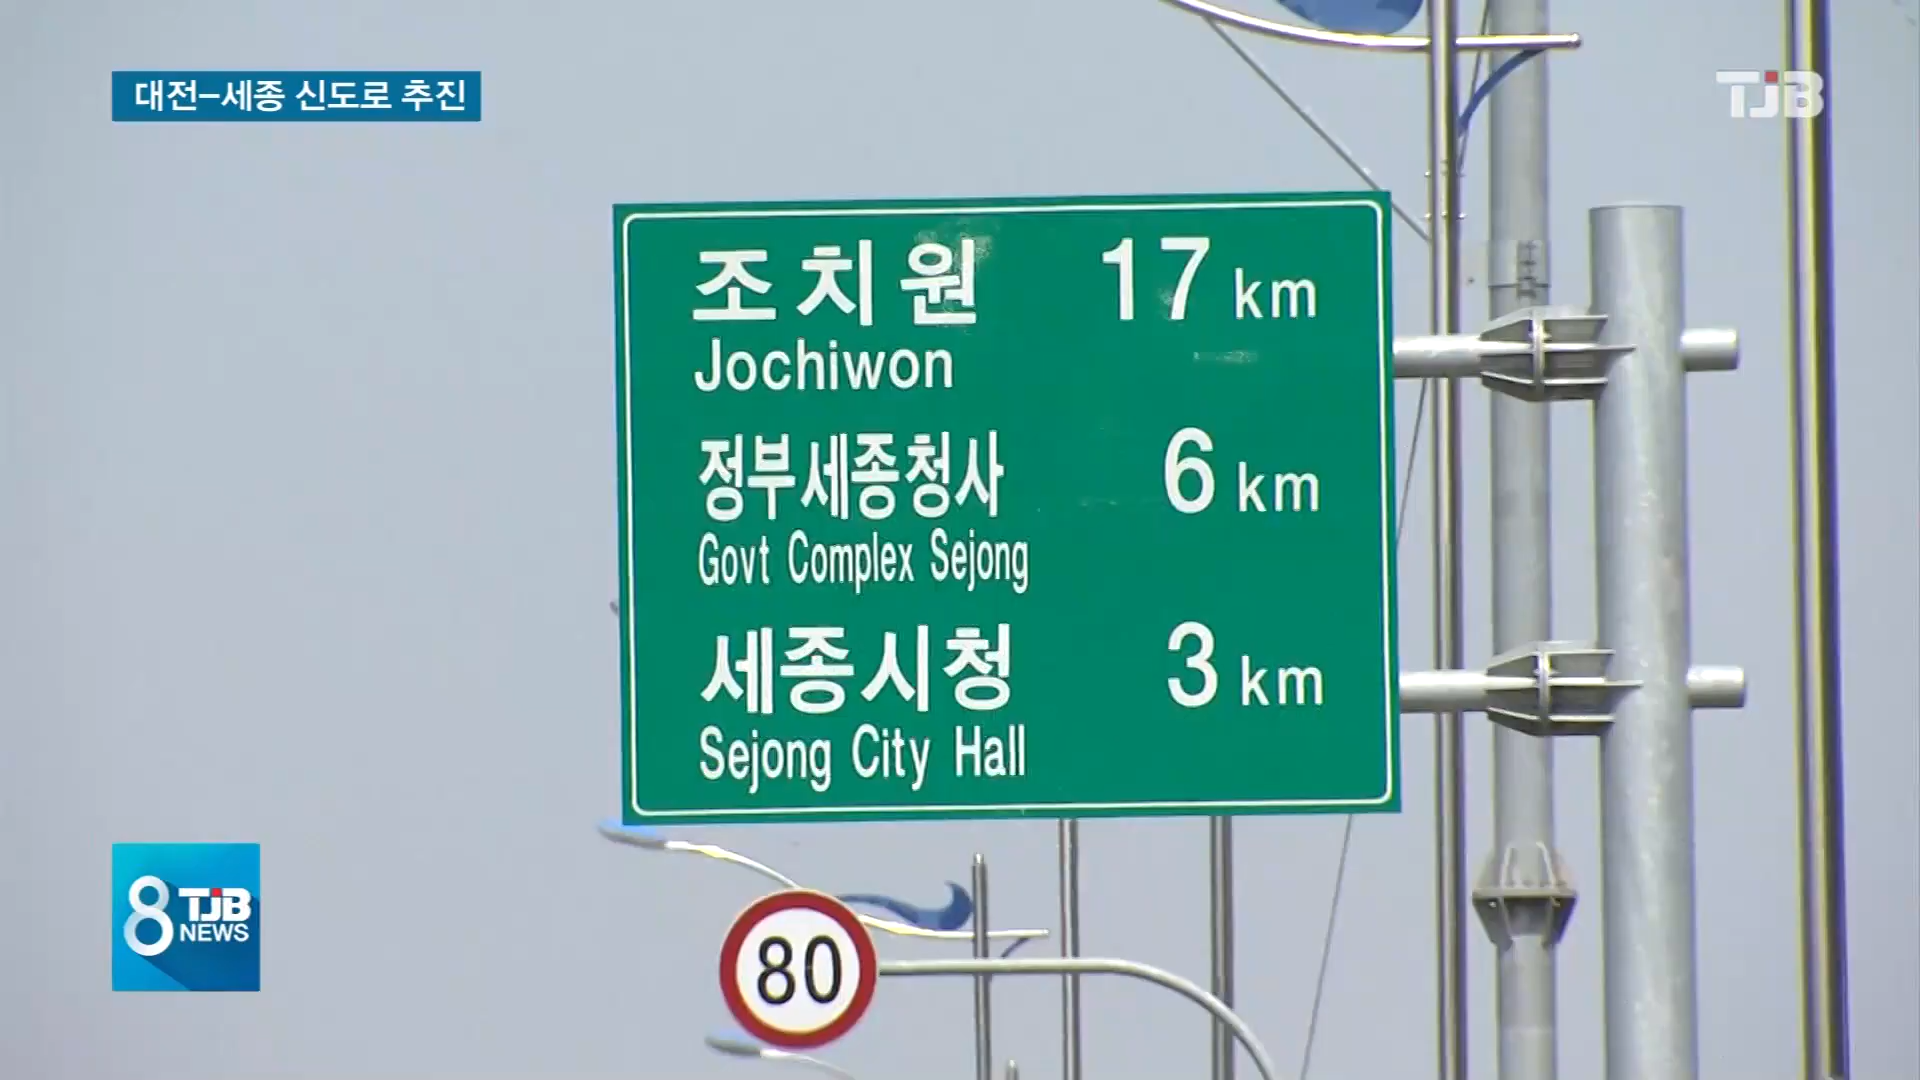 대전-세종 신도로 추진
TJB
조치원 17 km
Jochiwon
정부세종청사 6 km
Govt Complex Sejong
세종시청 3 km
Sejong City Hall
80
8 TJB
NEWS